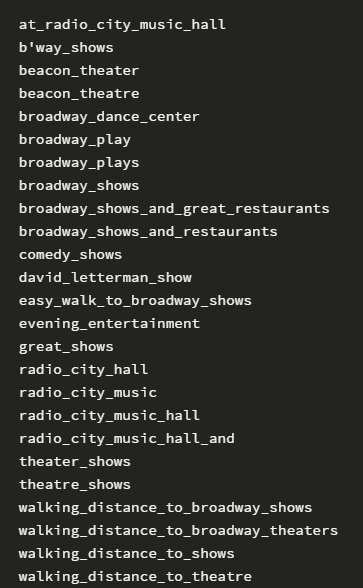 at_radio_city_music_hall
b'way_shows
beacon_theater
beacon_theatre
broadway_dance_center
broadway_play
broadway_plays
broadway_shows
broadway_shows_and_great_restaurants
broadway_shows_and_restaurants
comedy_shows
david_letterman_show
easy_walk_to_broadway_shows
evening_entertainment
great_shows
radio_city_hall
radio_city_music
radio_city_music_hall
radio_city_music_hall_and
theater_shows
theatre_shows
walking_distance_to_broadway_shows
walking_distance_to_broadway_theaters
walking_distance_to_shows
walking_distance_to_theatre